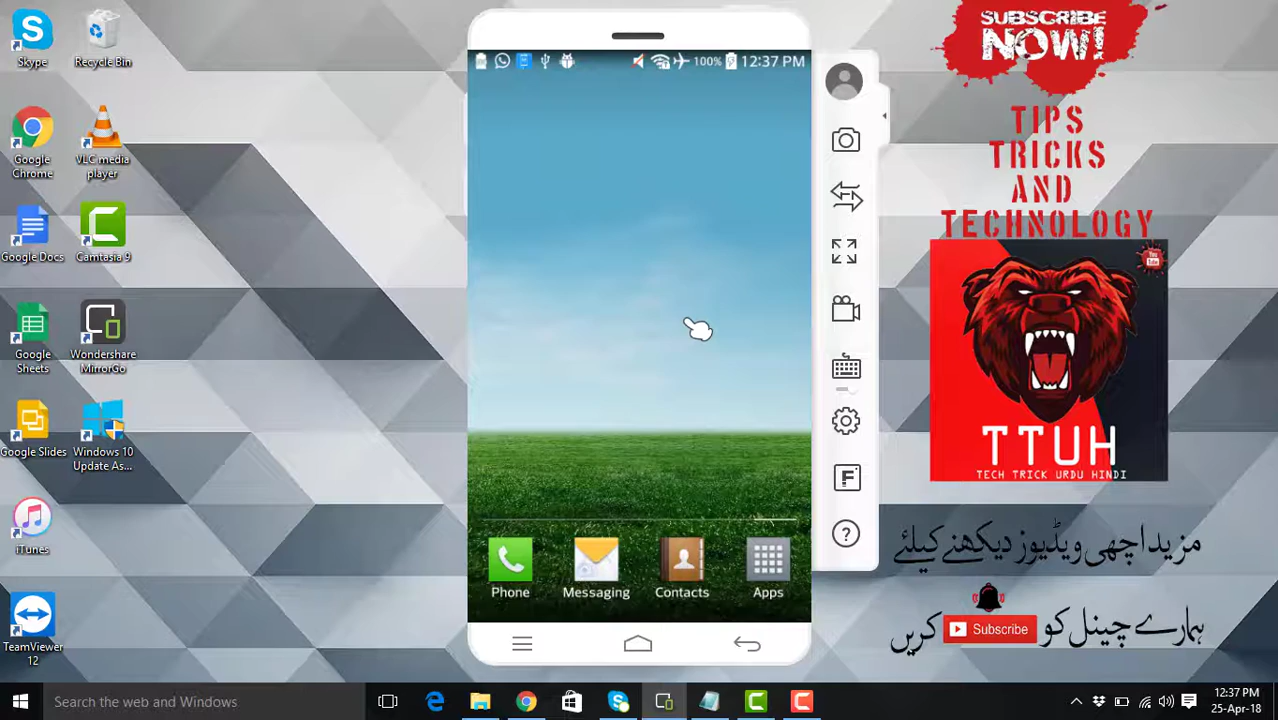 Skype
Recycle Bin
Google Chrome
VLC media player
Google Docs
Camtasia 9
Google Sheets
Wondershare MirrorGo
Google Slides
Windows 10 Update As...
iTunes
TeamViewer 12
100% 12:37 PM
Phone
Messaging
Contacts
Apps
F
?
SUBSCRIBE
NOW!
TIPS
TRICKS
AND
TECHNOLOGY
You Tube
TTUH
TECH TRICK URDU HINDI
مزید اچھی ویڈیوز دیکھنے کیلئے
ہمارے چینل کو Subscribe کریں
Search the web and Windows
12:37 PM
25-Apr-18